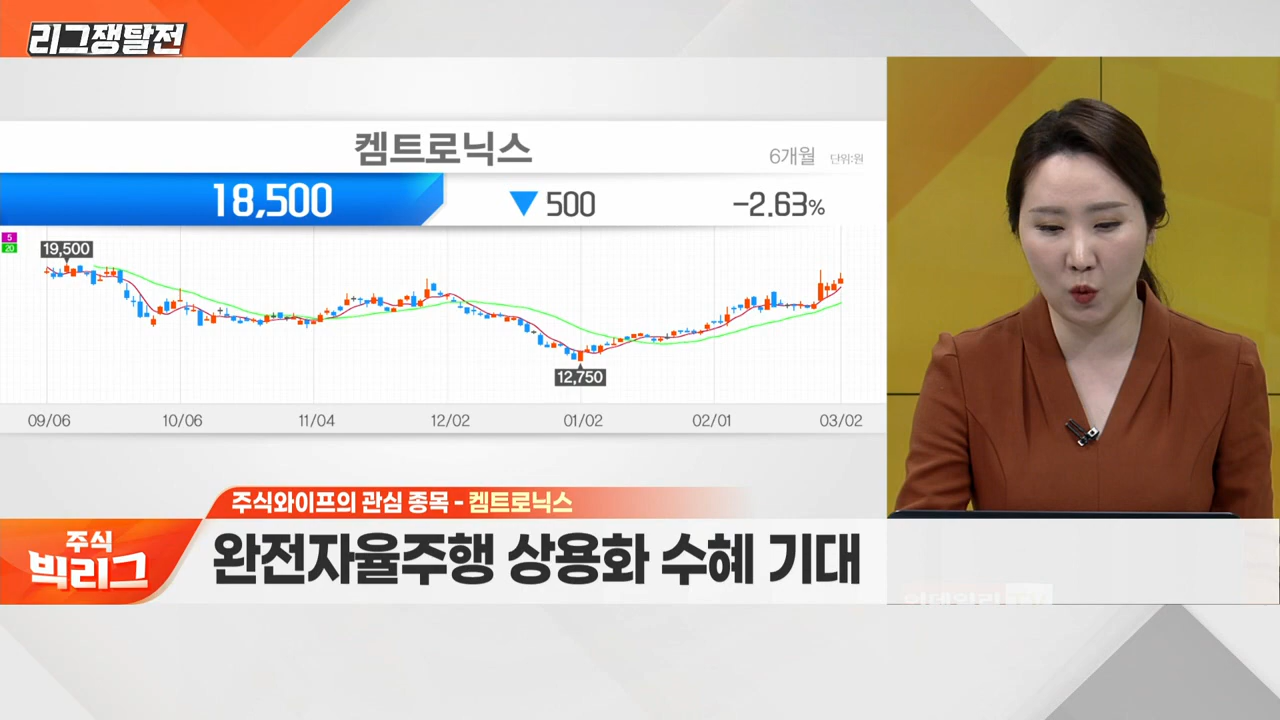 리그쟁탈전
켐트로닉스
6개월 단위:원
18,500 ▼ 500 -2.63%
5
20
19,500
12,750
09/06 10/06 11/04 12/02 01/02 02/01 03/02
주식와이프의 관심 종목 - 켐트로닉스
주식
빅리그
완전자율주행 상용화 수혜 기대